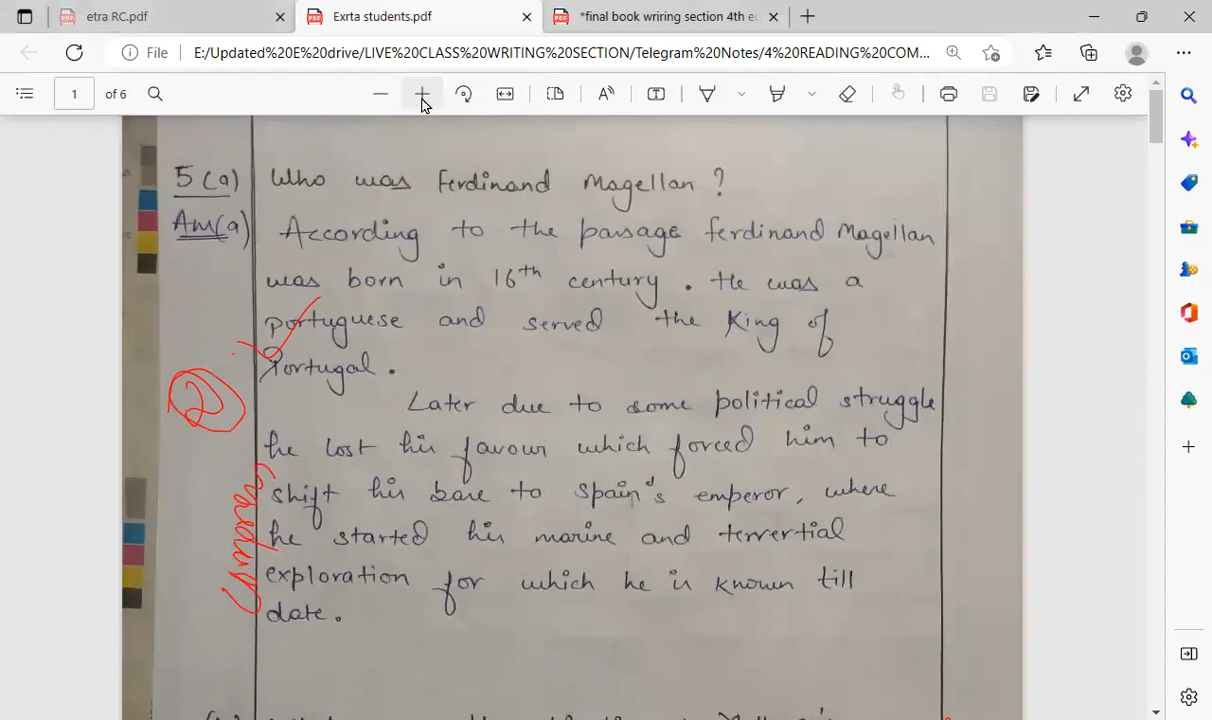 etra RC.pdf
Exrta students.pdf
*final book wriring section 4th ec
File
E:/Updated%20E%20drive/LIVE%20CLASS%20WRITING%20SECTION/Telegram%20Notes/4%20READING%20COM...
1 of 6
5(a) Who was Ferdinand Magellan ?
Ans(a) According to the passage ferdinand Magellan
was born in 16th century . He was a
portuguese and served the King of
Portugal .
2
Later due to some political struggle
he lost his favour which forced him to
shift his base to Spain's emperor, where
he started his marine and terrertial
exploration for which he is known till
date .